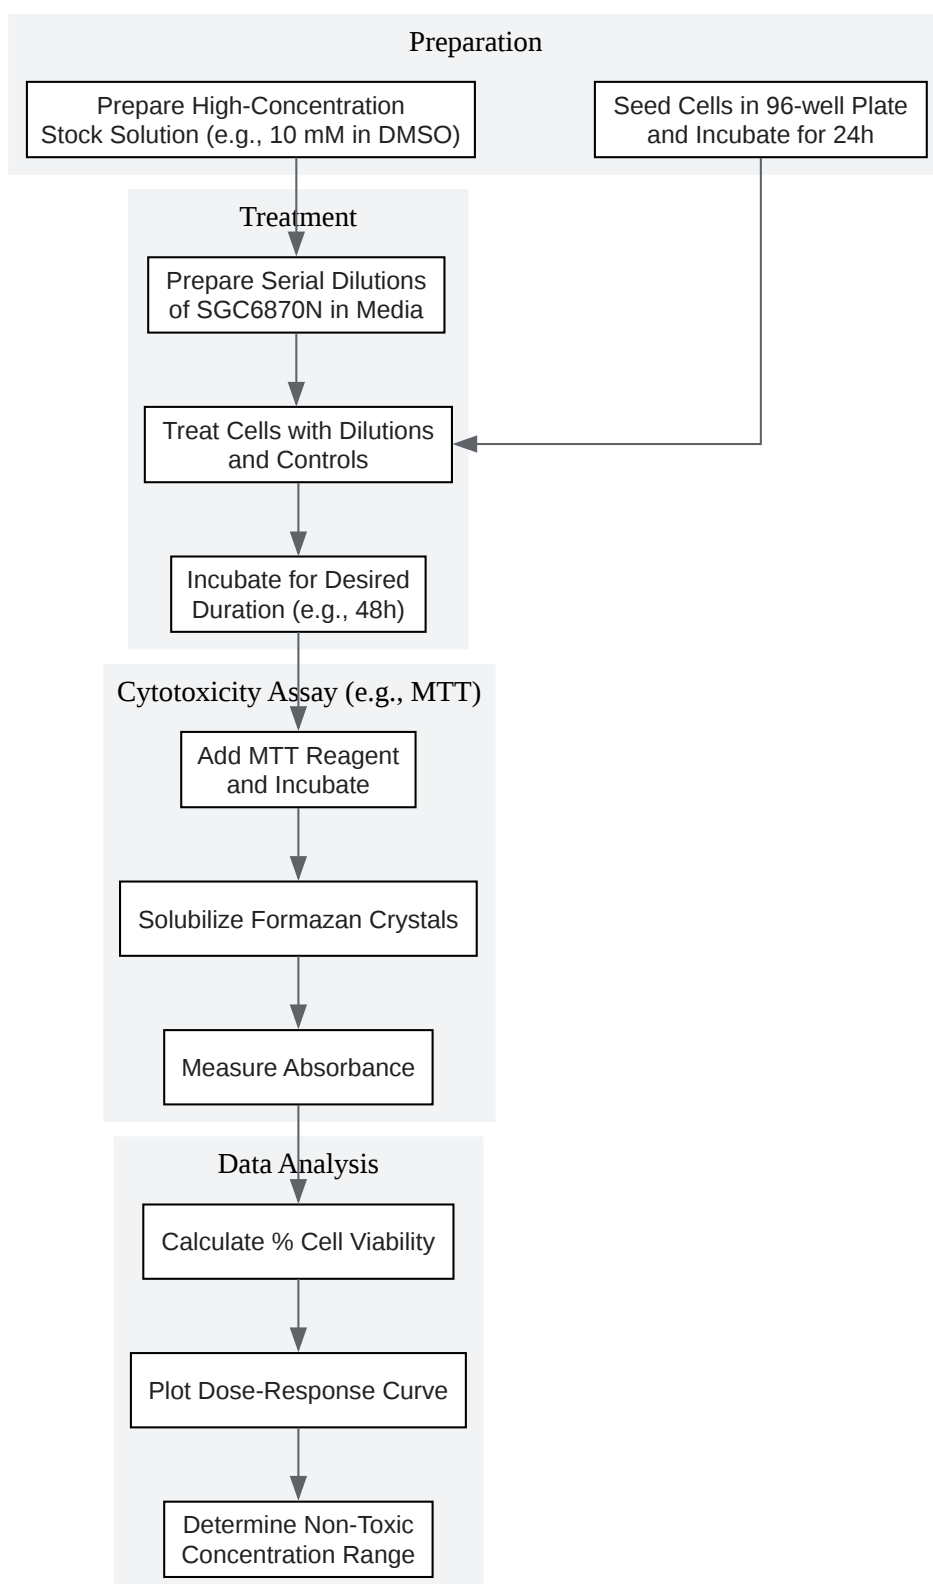 Preparation
Prepare High-Concentration
Stock Solution (e.g., 10 mM in DMSO)
Seed Cells in 96-well Plate
and Incubate for 24h
Treatment
Prepare Serial Dilutions
of SGC6870N in Media
Treat Cells with Dilutions
and Controls
Incubate for Desired
Duration (e.g., 48h)
Cytotoxicity Assay (e.g., MTT)
Add MTT Reagent
and Incubate
Solubilize Formazan Crystals
Measure Absorbance
Data Analysis
Calculate % Cell Viability
Plot Dose-Response Curve
Determine Non-Toxic
Concentration Range